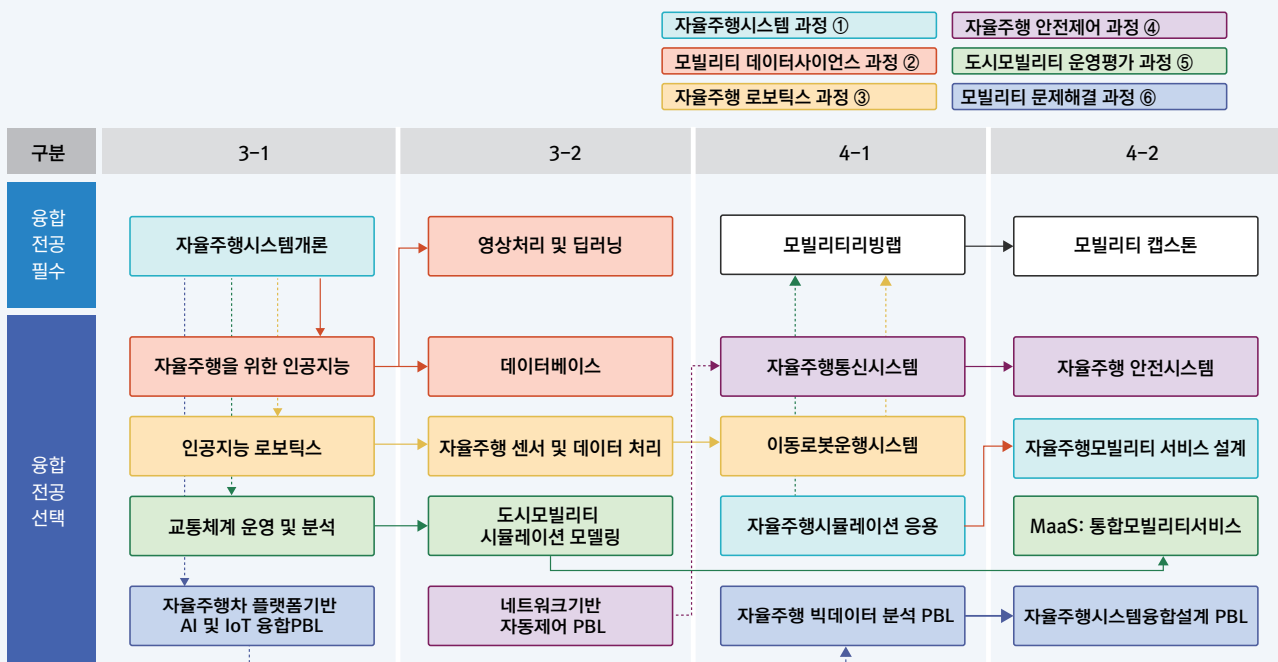 자율주행시스템 과정 ①
자율주행 안전제어 과정 ④
모빌리티 데이터사이언스 과정 ②
도시모빌리티 운영평가 과정 ⑤
자율주행 로보틱스 과정 ③
모빌리티 문제해결 과정 ⑥
구분
3-1
3-2
4-1
4-2
융합
전공
필수
자율주행시스템개론
영상처리 및 딥러닝
모빌리티리빙랩
모빌리티 캡스톤
융합
전공
선택
자율주행을 위한 인공지능
데이터베이스
자율주행통신시스템
자율주행 안전시스템
인공지능 로보틱스
자율주행 센서 및 데이터 처리
이동로봇운행시스템
자율주행모빌리티 서비스 설계
교통체계 운영 및 분석
도시모빌리티
시뮬레이션 모델링
자율주행시뮬레이션 응용
MaaS: 통합모빌리티서비스
자율주행차 플랫폼기반
AI 및 IoT 융합PBL
네트워크기반
자동제어 PBL
자율주행 빅데이터 분석 PBL
자율주행시스템융합설계 PBL